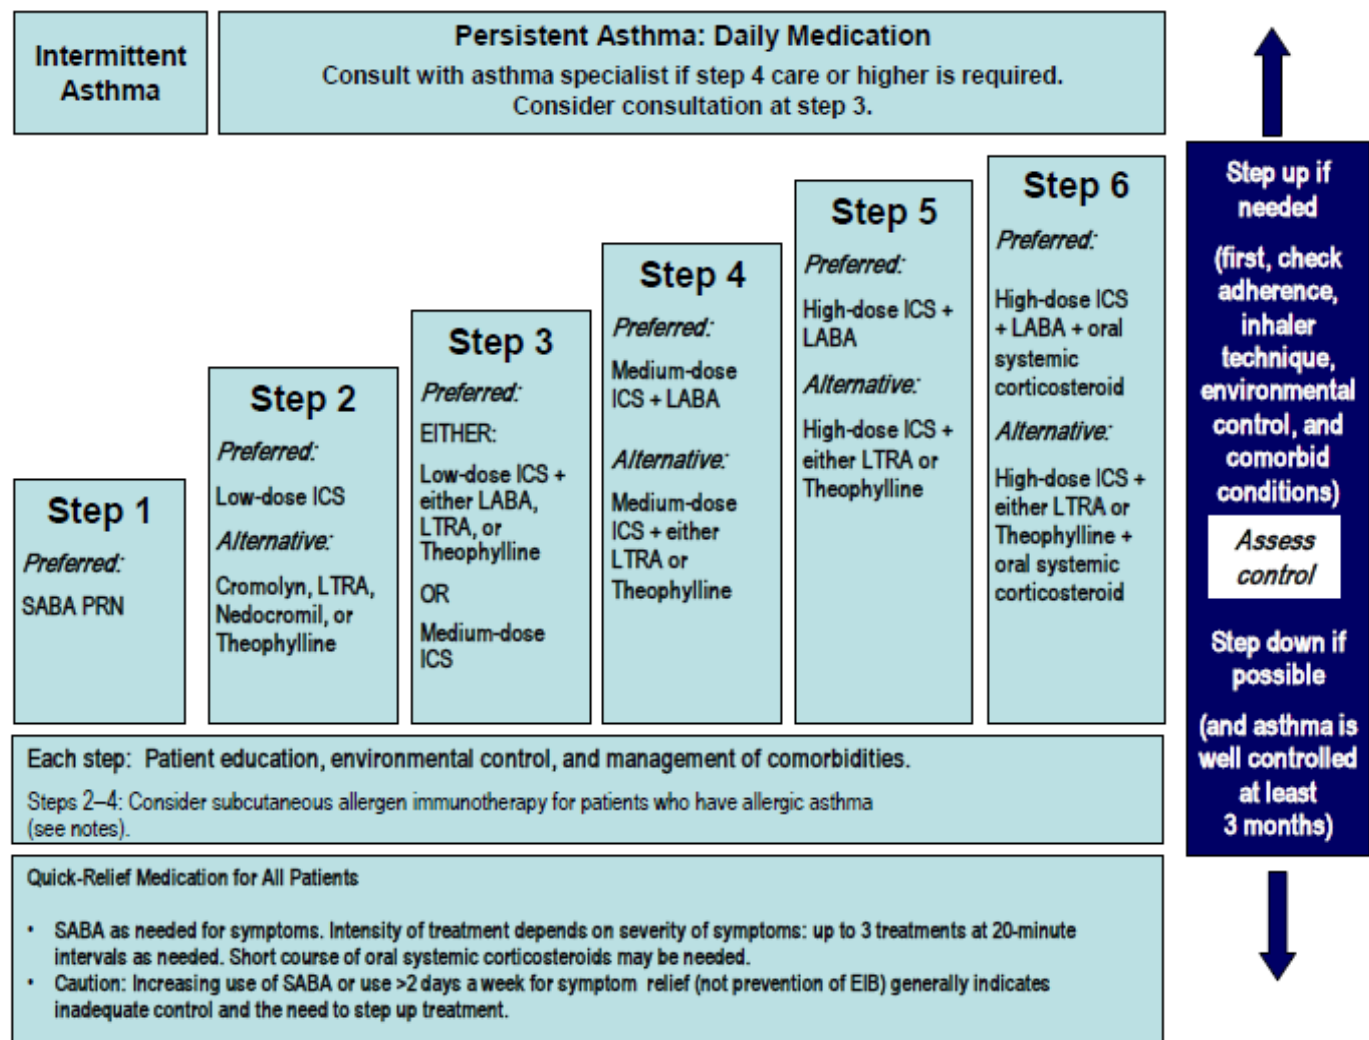 Intermittent
Asthma
Persistent Asthma: Daily Medication
Consult with asthma specialist if step 4 care or higher is required.
Consider consultation at step 3.
Step 1
Preferred:
SABA PRN
Step 2
Preferred:
Low-dose ICS
Alternative:
Cromolyn, LTRA,
Nedocromil, or
Theophylline
Step 3
Preferred:
EITHER:
Low-dose ICS +
either LABA,
LTRA, or
Theophylline
OR
Medium-dose
ICS
Step 4
Preferred:
Medium-dose
ICS + LABA
Alternative:
Medium-dose
ICS + either
LTRA or
Theophylline
Step 5
Preferred:
High-dose ICS +
LABA
Alternative:
High-dose ICS +
either LTRA or
Theophylline
Step 6
Preferred:
High-dose ICS
+ LABA + oral
systemic
corticosteroid
Alternative:
High-dose ICS +
either LTRA or
Theophylline +
oral systemic
corticosteroid
Step up if
needed
(first, check
adherence,
inhaler
technique,
environmental
control, and
comorbid
conditions)
Assess
control
Step down if
possible
(and asthma is
well controlled
at least
3 months)
Each step: Patient education, environmental control, and management of comorbidities.
Steps 2–4: Consider subcutaneous allergen immunotherapy for patients who have allergic asthma
(see notes).
Quick-Relief Medication for All Patients
• SABA as needed for symptoms. Intensity of treatment depends on severity of symptoms: up to 3 treatments at 20-minute
intervals as needed. Short course of oral systemic corticosteroids may be needed.
• Caution: Increasing use of SABA or use >2 days a week for symptom relief (not prevention of EIB) generally indicates
inadequate control and the need to step up treatment.